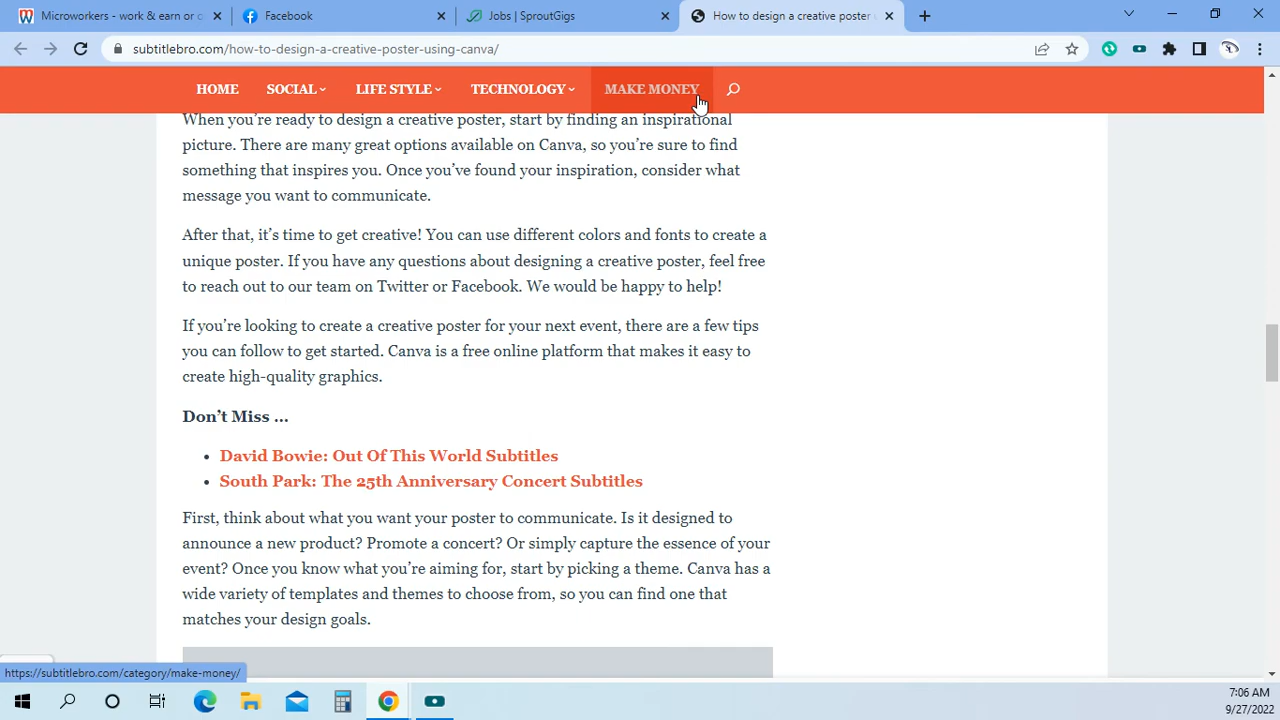 Microworkers - work & earn or o
Facebook
Jobs | SproutGigs
How to design a creative poster
subtitlebro.com/how-to-design-a-creative-poster-using-canva/
HOME SOCIAL LIFE STYLE TECHNOLOGY MAKE MONEY
When you're ready to design a creative poster, start by finding an inspirational
picture. There are many great options available on Canva, so you're sure to find
something that inspires you. Once you've found your inspiration, consider what
message you want to communicate.
After that, it's time to get creative! You can use different colors and fonts to create a
unique poster. If you have any questions about designing a creative poster, feel free
to reach out to our team on Twitter or Facebook. We would be happy to help!
If you're looking to create a creative poster for your next event, there are a few tips
you can follow to get started. Canva is a free online platform that makes it easy to
create high-quality graphics.
Don't Miss ...
• David Bowie: Out Of This World Subtitles
• South Park: The 25th Anniversary Concert Subtitles
First, think about what you want your poster to communicate. Is it designed to
announce a new product? Promote a concert? Or simply capture the essence of your
event? Once you know what you're aiming for, start by picking a theme. Canva has a
wide variety of templates and themes to choose from, so you can find one that
matches your design goals.
https://subtitlebro.com/category/make-money/
7:06 AM
9/27/2022